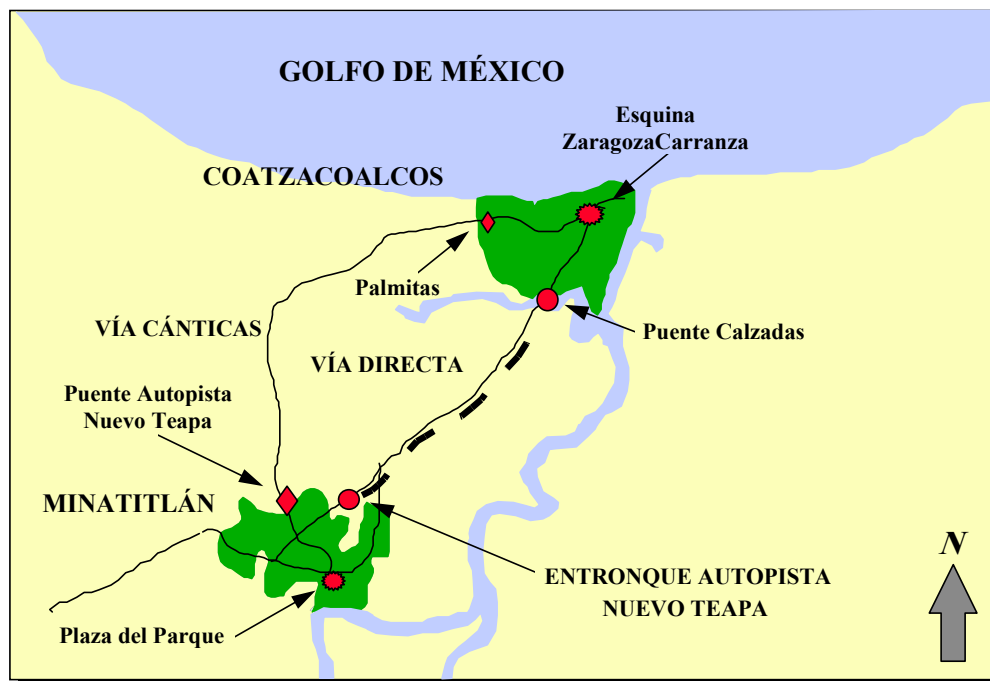 GOLFO DE MÉXICO
Esquina
ZaragozaCarranza
COATZACOALCOS
Palmitas
VÍA CÁNTICAS
Puente Calzadas
VÍA DIRECTA
Puente Autopista
Nuevo Teapa
MINATITLÁN
N
ENTRONQUE AUTOPISTA
NUEVO TEAPA
Plaza del Parque